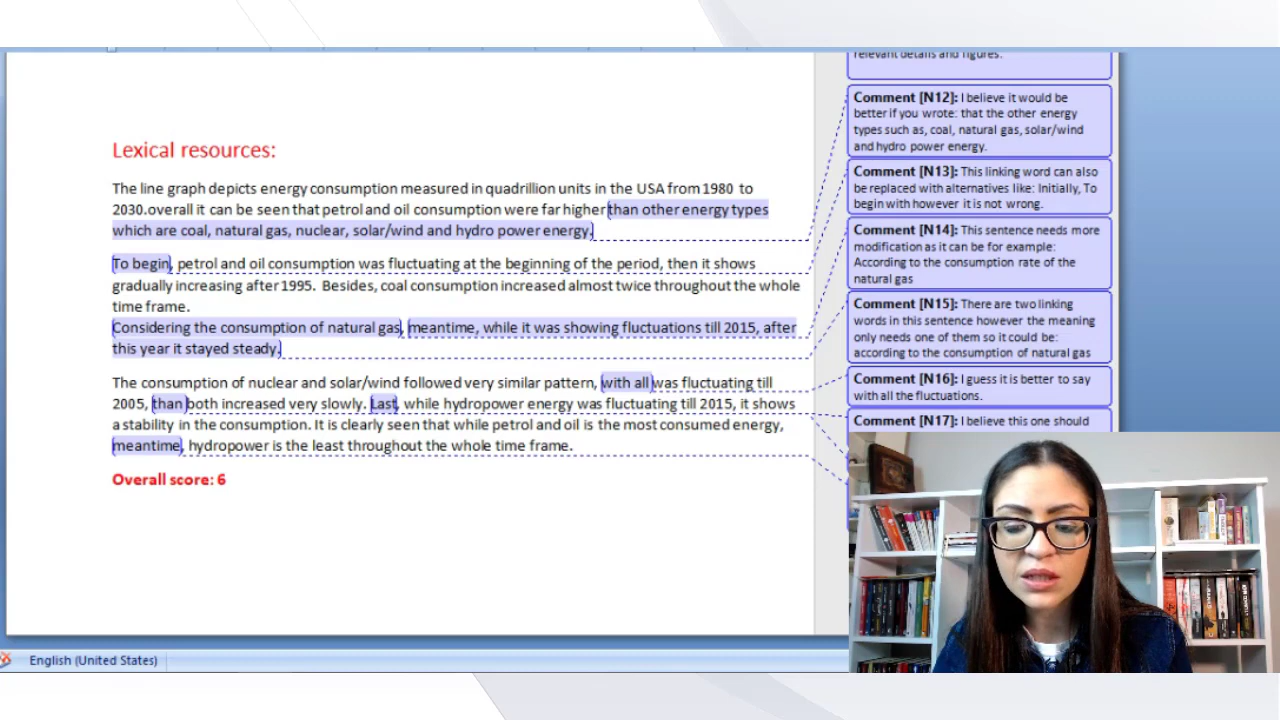 relevant details and figures.
Comment [N12]: I believe it would be
better if you wrote: that the other energy
types such as, coal, natural gas, solar/wind
and hydro power energy.
Lexical resources:
Comment [N13]: This linking word can also
be replaced with alternatives like: Initially, To
begin with however it is not wrong.
The line graph depicts energy consumption measured in quadrillion units in the USA from 1980 to
2030.overall it can be seen that petrol and oil consumption were far higher than other energy types
which are coal, natural gas, nuclear, solar/wind and hydro power energy.
Comment [N14]: This sentence needs more
modification as it can be for example:
According to the consumption rate of the
natural gas
To begin, petrol and oil consumption was fluctuating at the beginning of the period, then it shows
gradually increasing after 1995. Besides, coal consumption increased almost twice throughout the whole
time frame.
Considering the consumption of natural gas, meantime, while it was showing fluctuations till 2015, after
this year it stayed steady.
Comment [N15]: There are two linking
words in this sentence however the meaning
only needs one of them so it could be:
according to the consumption of natural gas
The consumption of nuclear and solar/wind followed very similar pattern, with all was fluctuating till
2005, than both increased very slowly. Last, while hydropower energy was fluctuating till 2015, it shows
a stability in the consumption. It is clearly seen that while petrol and oil is the most consumed energy,
meantime, hydropower is the least throughout the whole time frame.
Comment [N16]: I guess it is better to say
with all the fluctuations.
Comment [N17]: I believe this one should
Overall score: 6
English (United States)